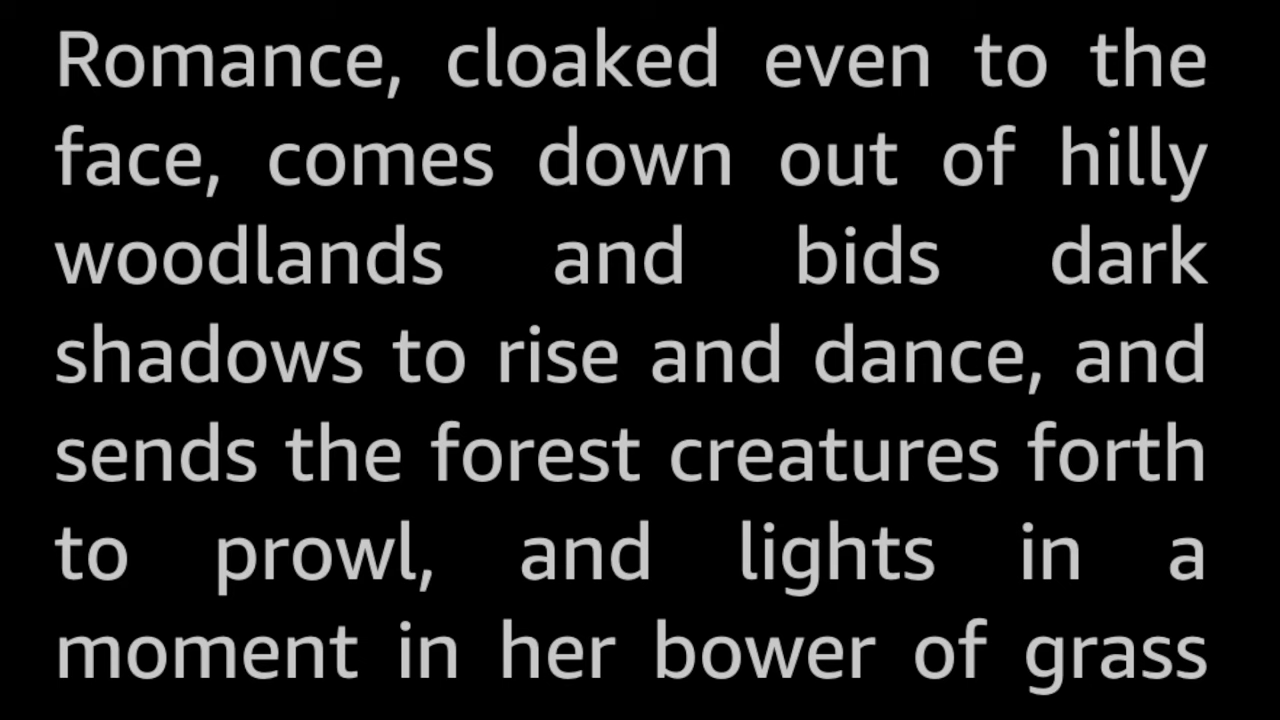 Romance, cloaked even to the
face, comes down out of hilly
woodlands and bids dark
shadows to rise and dance, and
sends the forest creatures forth
to prowl, and lights in a
moment in her bower of grass